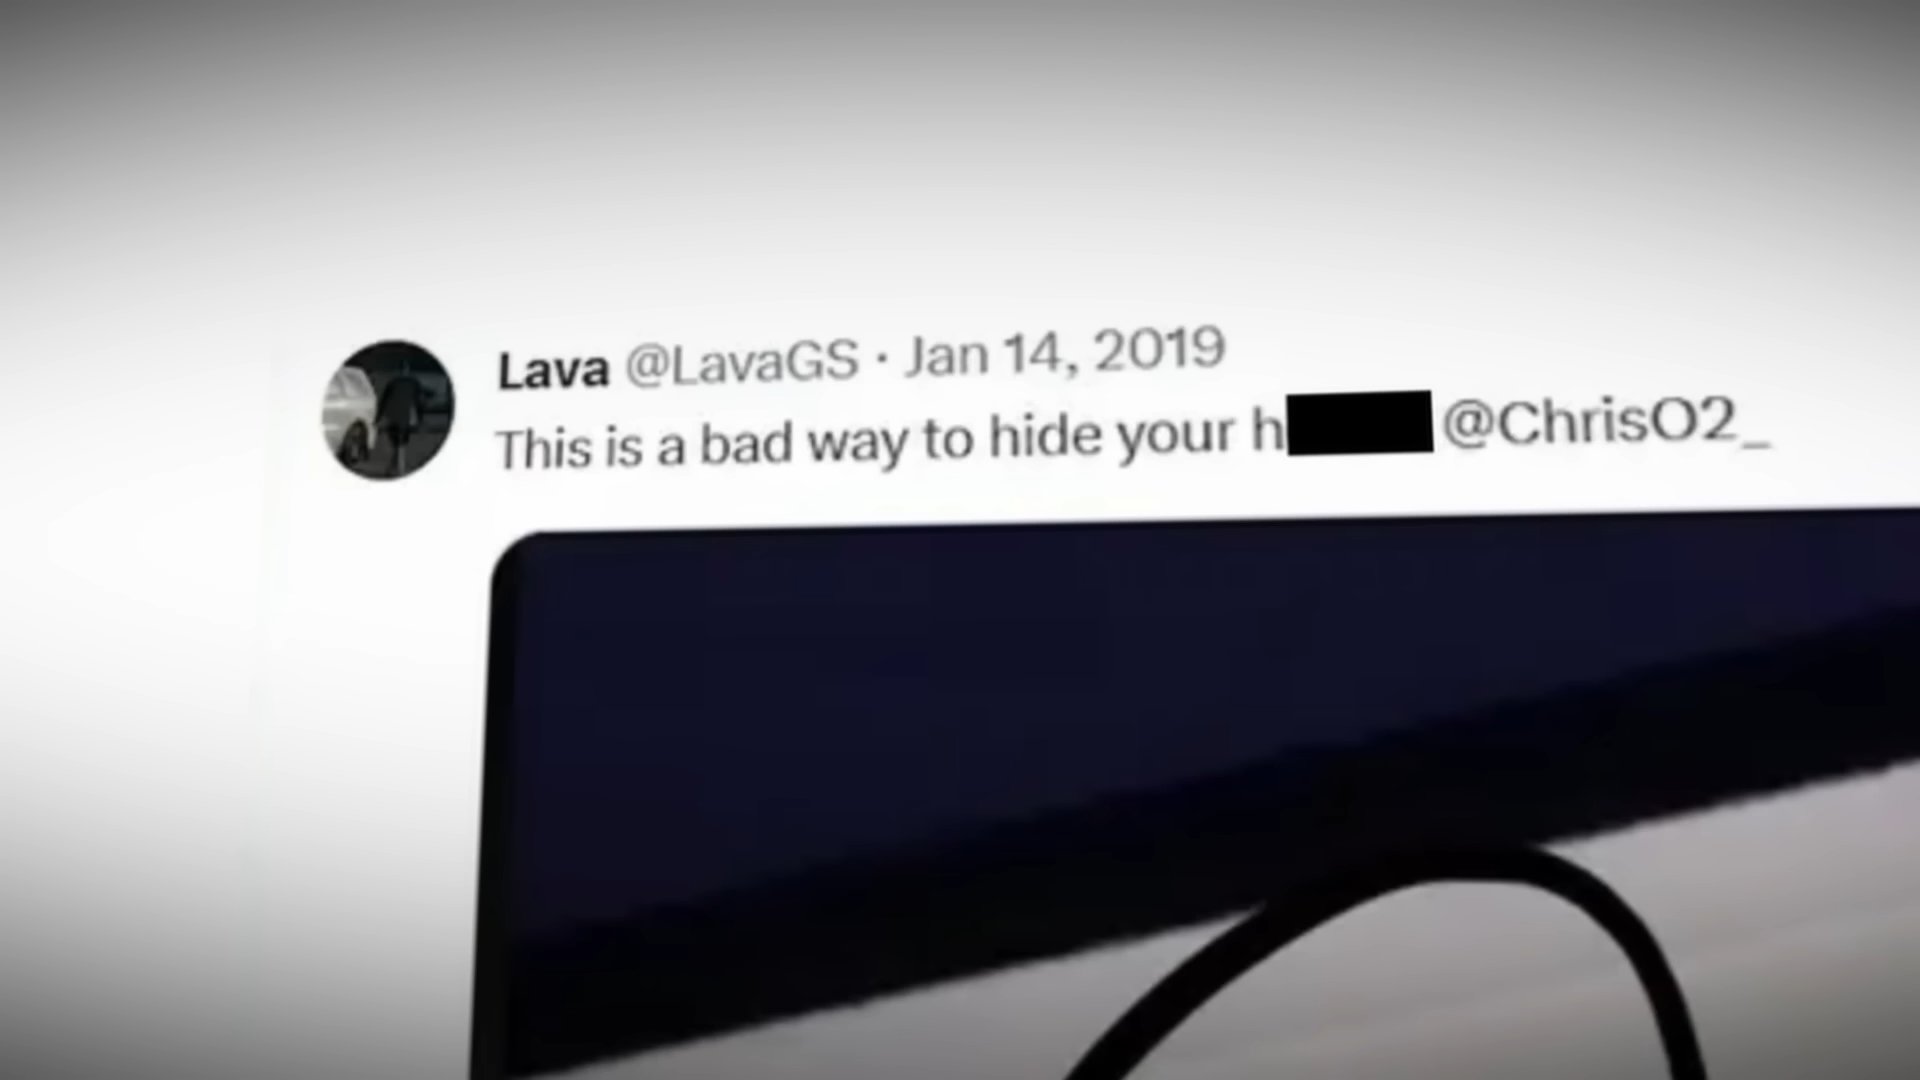 Lava @LavaGS · Jan 14, 2019
This is a bad way to hide your h @ChrisO2_